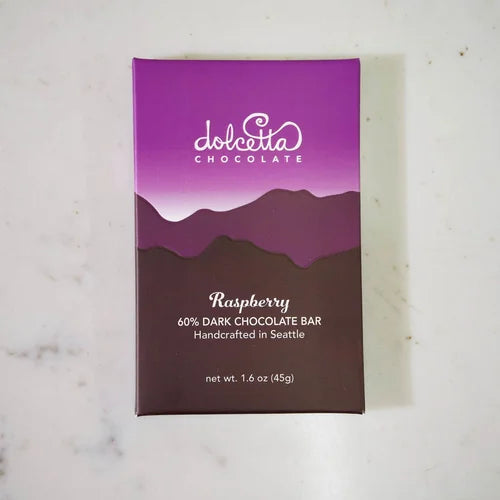 dolcetta
CHOCOLATE
Raspberry
60% DARK CHOCOLATE BAR
Handcrafted in Seattle
net wt. 1.6 oz (45g)